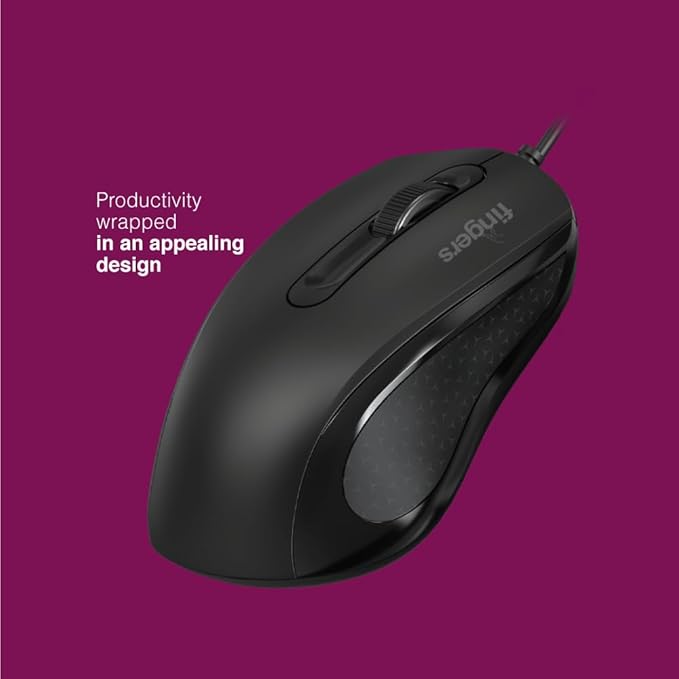 Productivity
wrapped
in an appealing
design
fingers